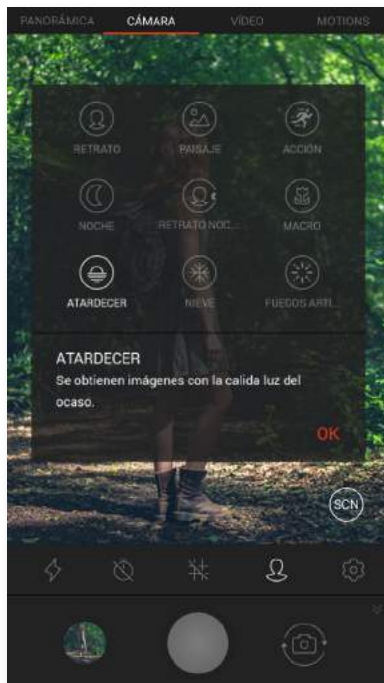 PANORÁMICA CÁMARA VÍDEO MOTIONS
RETRATO PAISAJE ACCIÓN
NOCHE RETRATO NOC... MACRO
ATARDECER NIEVE FUEGOS ARTI...
ATARDECER
Se obtienen imágenes con la calida luz del
ocaso.
OK
SCN